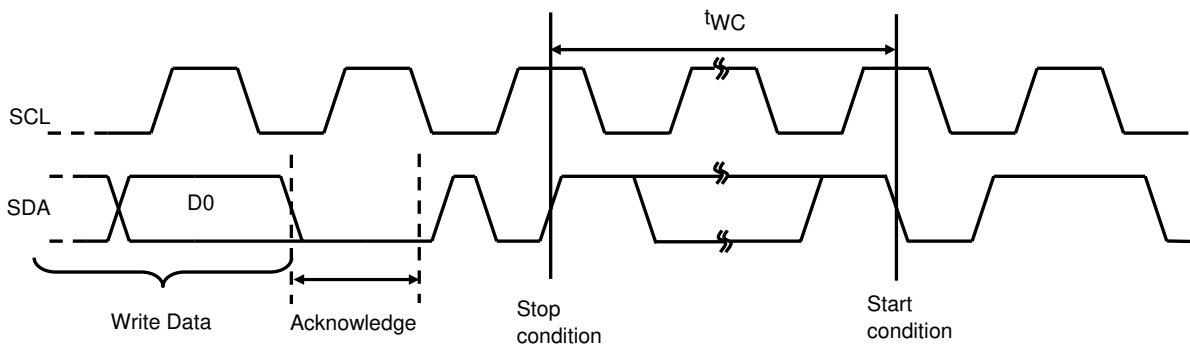 tWC
SCL
SDA
D0
Write Data
Acknowledge
Stop
condition
Start
condition